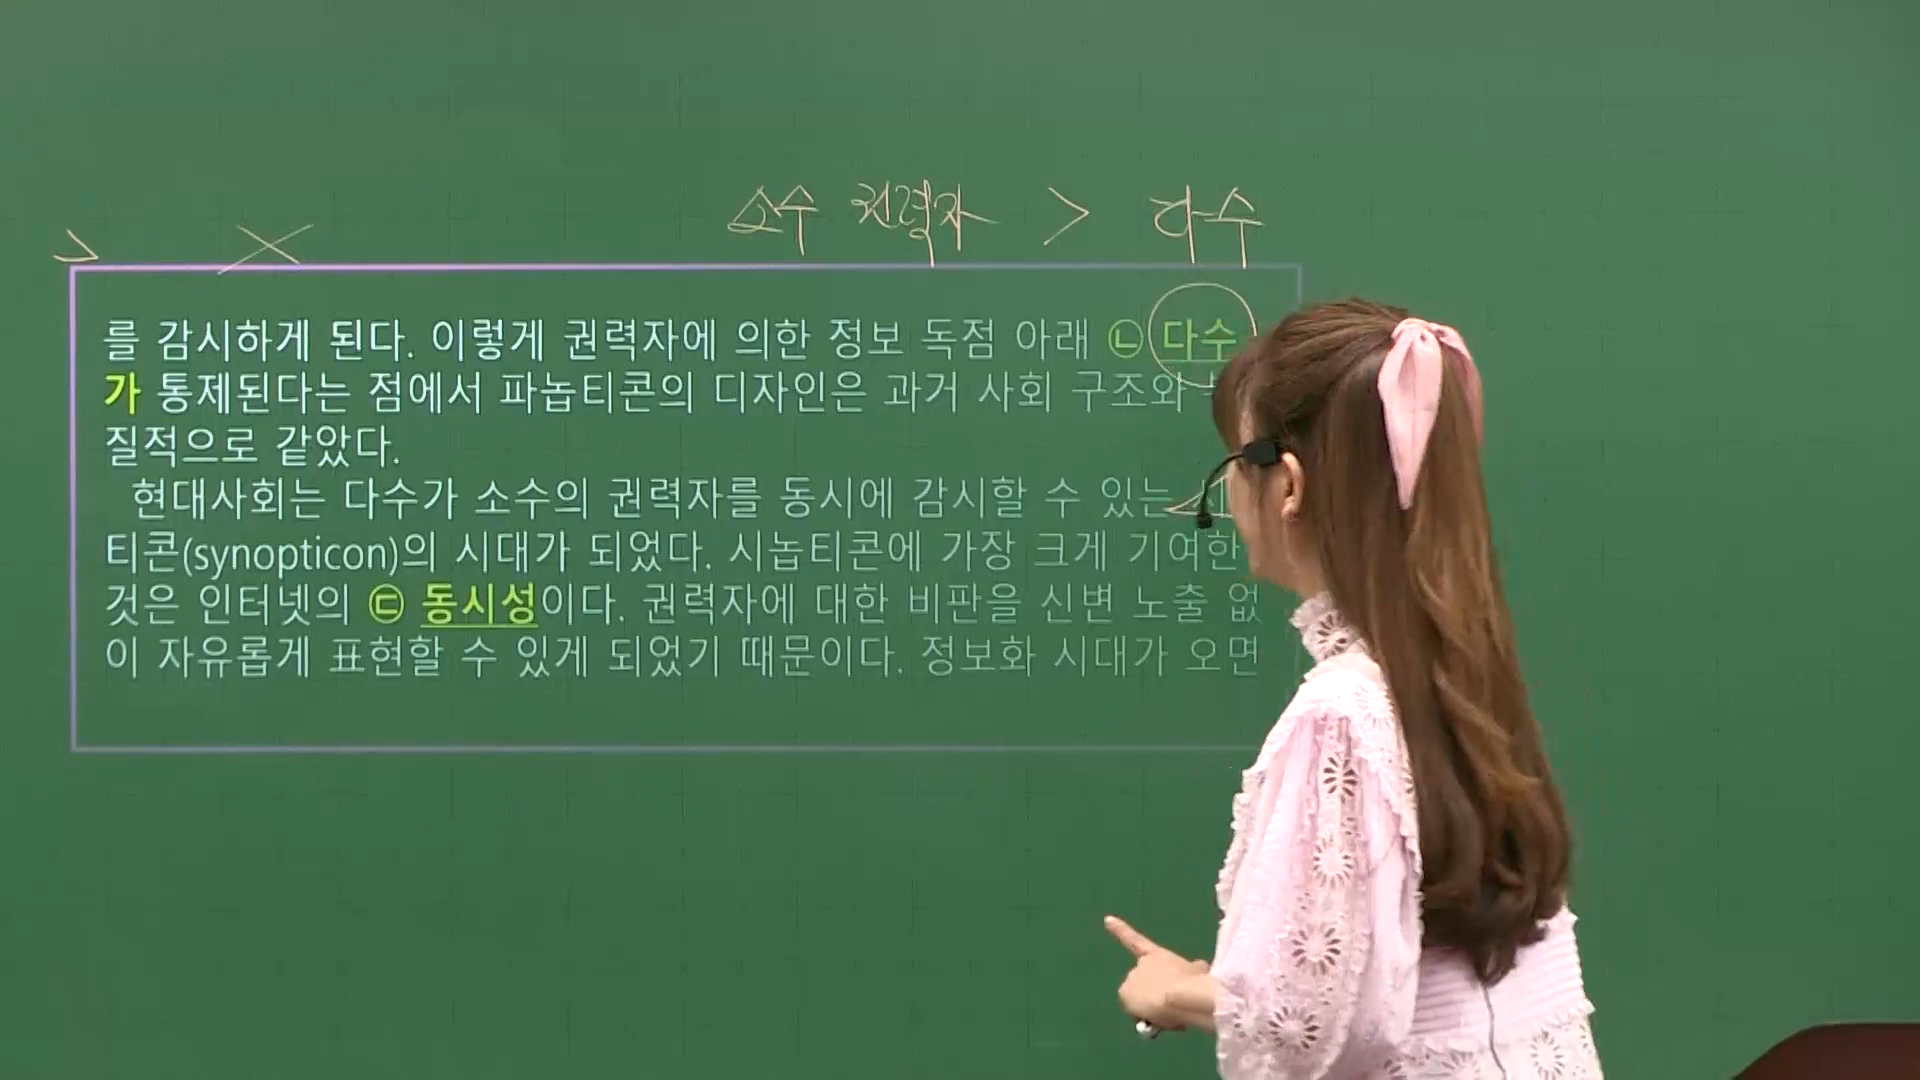 소수 권력자 > 다수
를 감시하게 된다. 이렇게 권력자에 의한 정보 독점 아래 ㉡ 다수
가 통제된다는 점에서 파놉티콘의 디자인은 과거 사회 구조와
질적으로 같았다.
현대사회는 다수가 소수의 권력자를 동시에 감시할 수 있는
티콘(synopticon)의 시대가 되었다. 시놉티콘에 가장 크게 기여한
것은 인터넷의 ㉢ 동시성이다. 권력자에 대한 비판을 신변 노출 없
이 자유롭게 표현할 수 있게 되었기 때문이다. 정보화 시대가 오면